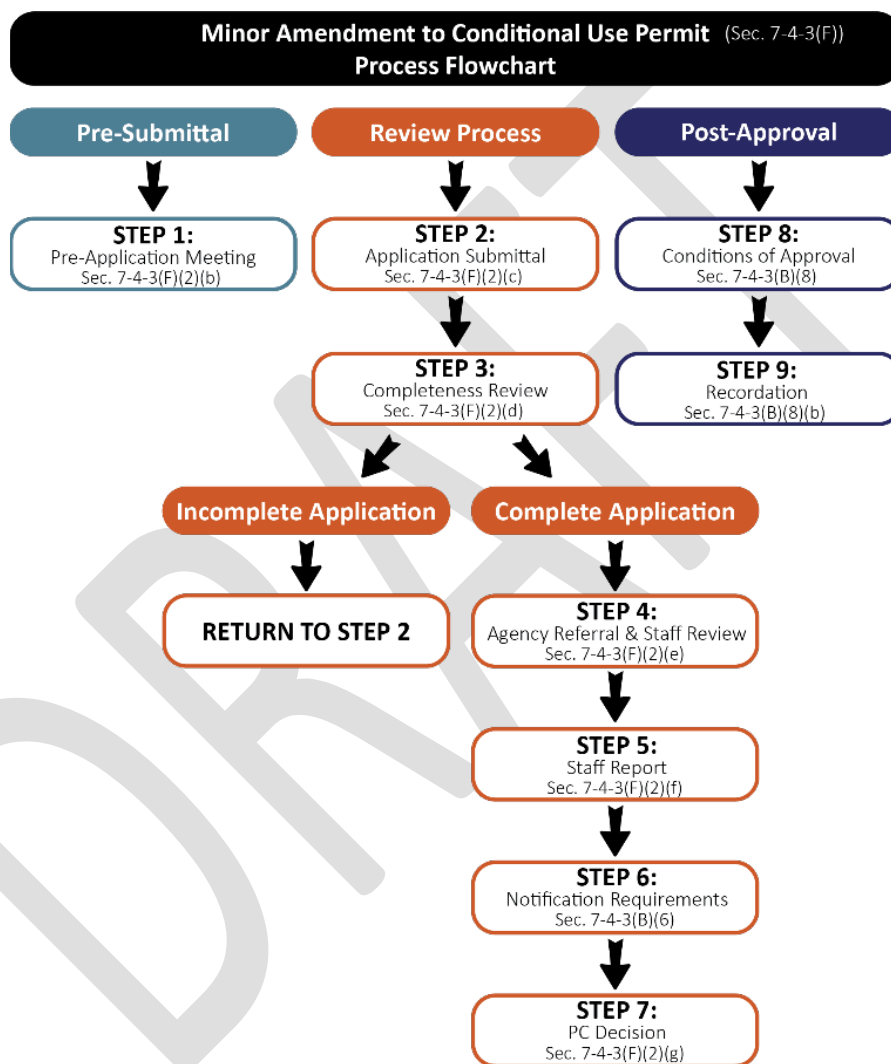 Minor Amendment to Conditional Use Permit (Sec. 7-4-3(F))
Process Flowchart
Pre-Submittal
STEP 1:
Pre-Application Meeting
Sec. 7-4-3(F)(2)(b)
Review Process
STEP 2:
Application Submittal
Sec. 7-4-3(F)(2)(c)
STEP 3:
Completeness Review
Sec. 7-4-3(F)(2)(d)
Incomplete Application
RETURN TO STEP 2
Complete Application
STEP 4:
Agency Referral & Staff Review
Sec. 7-4-3(F)(2)(e)
STEP 5:
Staff Report
Sec. 7-4-3(F)(2)(f)
STEP 6:
Notification Requirements
Sec. 7-4-3(B)(6)
STEP 7:
PC Decision
Sec. 7-4-3(F)(2)(g)
Post-Approval
STEP 8:
Conditions of Approval
Sec. 7-4-3(B)(8)
STEP 9:
Recordation
Sec. 7-4-3(B)(8)(b)
DRAFT